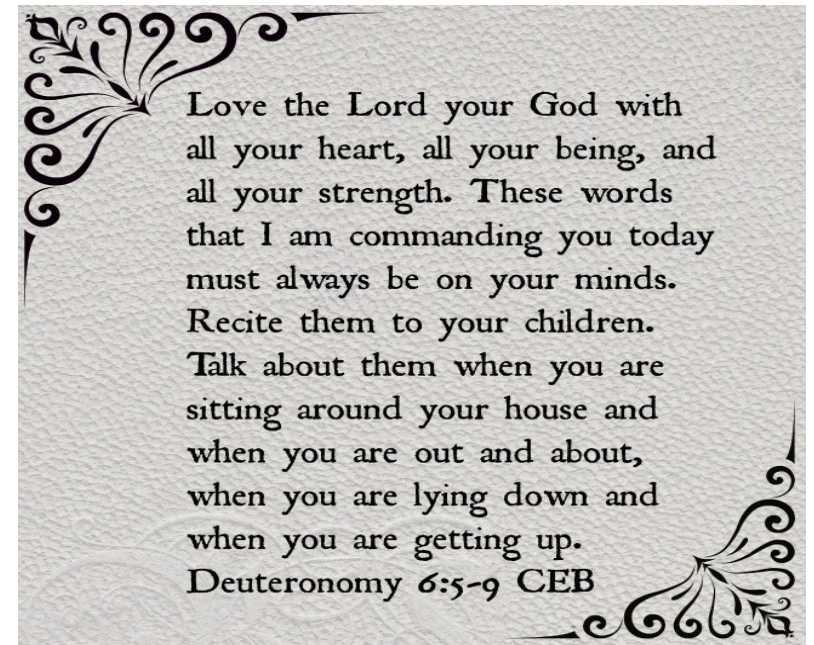 Love the Lord your God with
all your heart, all your being, and
all your strength. These words
that I am commanding you today
must always be on your minds.
Recite them to your children.
Talk about them when you are
sitting around your house and
when you are out and about,
when you are lying down and
when you are getting up.
Deuteronomy 6:5-9 CEB